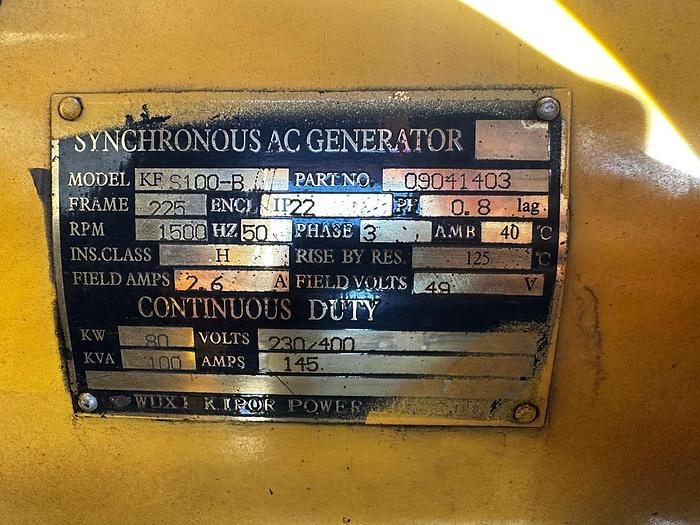 SYNCHRONOUS AC GENERATOR
MODEL KF S100-B PART NO. 09041403
FRAME 225 ENCL IP22 PF 0.8 lag
RPM 1500 HZ 50 PHASE 3 AMB 40 °C
INS.CLASS H RISE BY RES. 125 °C
FIELD AMPS 2.6 A FIELD VOLTS 49 V
CONTINUOUS DUTY
KW 80 VOLTS 230/400
KVA 100 AMPS 145
WUXI KIPOR POWER